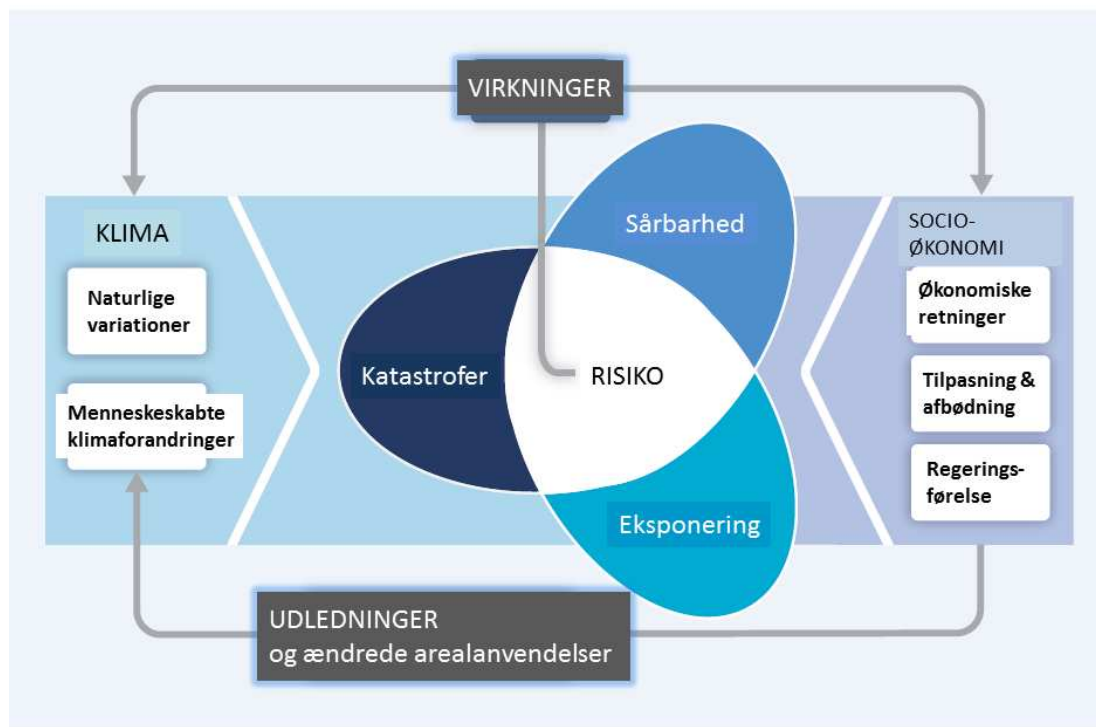 VIRKNINGER
KLIMA
Naturlige
variationer
Menneskeskabte
klimaforandringer
Sårbarhed
Katastrofer
RISIKO
Eksponering
SOCIO-
ØKONOMI
Økonomiske
retninger
Tilpasning &
afbødning
Regerings-
førelse
UDLEDNINGER
og ændrede arealanvendelser